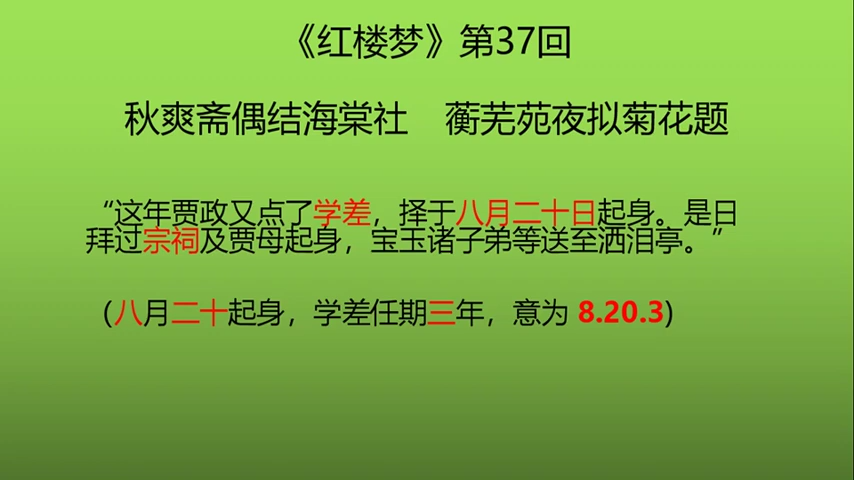 《红楼梦》第37回
秋爽斋偶结海棠社 蘅芜苑夜拟菊花题
“这年贾政又点了学差，择于八月二十日起身。是日
拜过宗祠及贾母起身，宝玉诸子弟等送至洒泪亭。”
(八月二十起身，学差任期三年，意为 8.20.3)